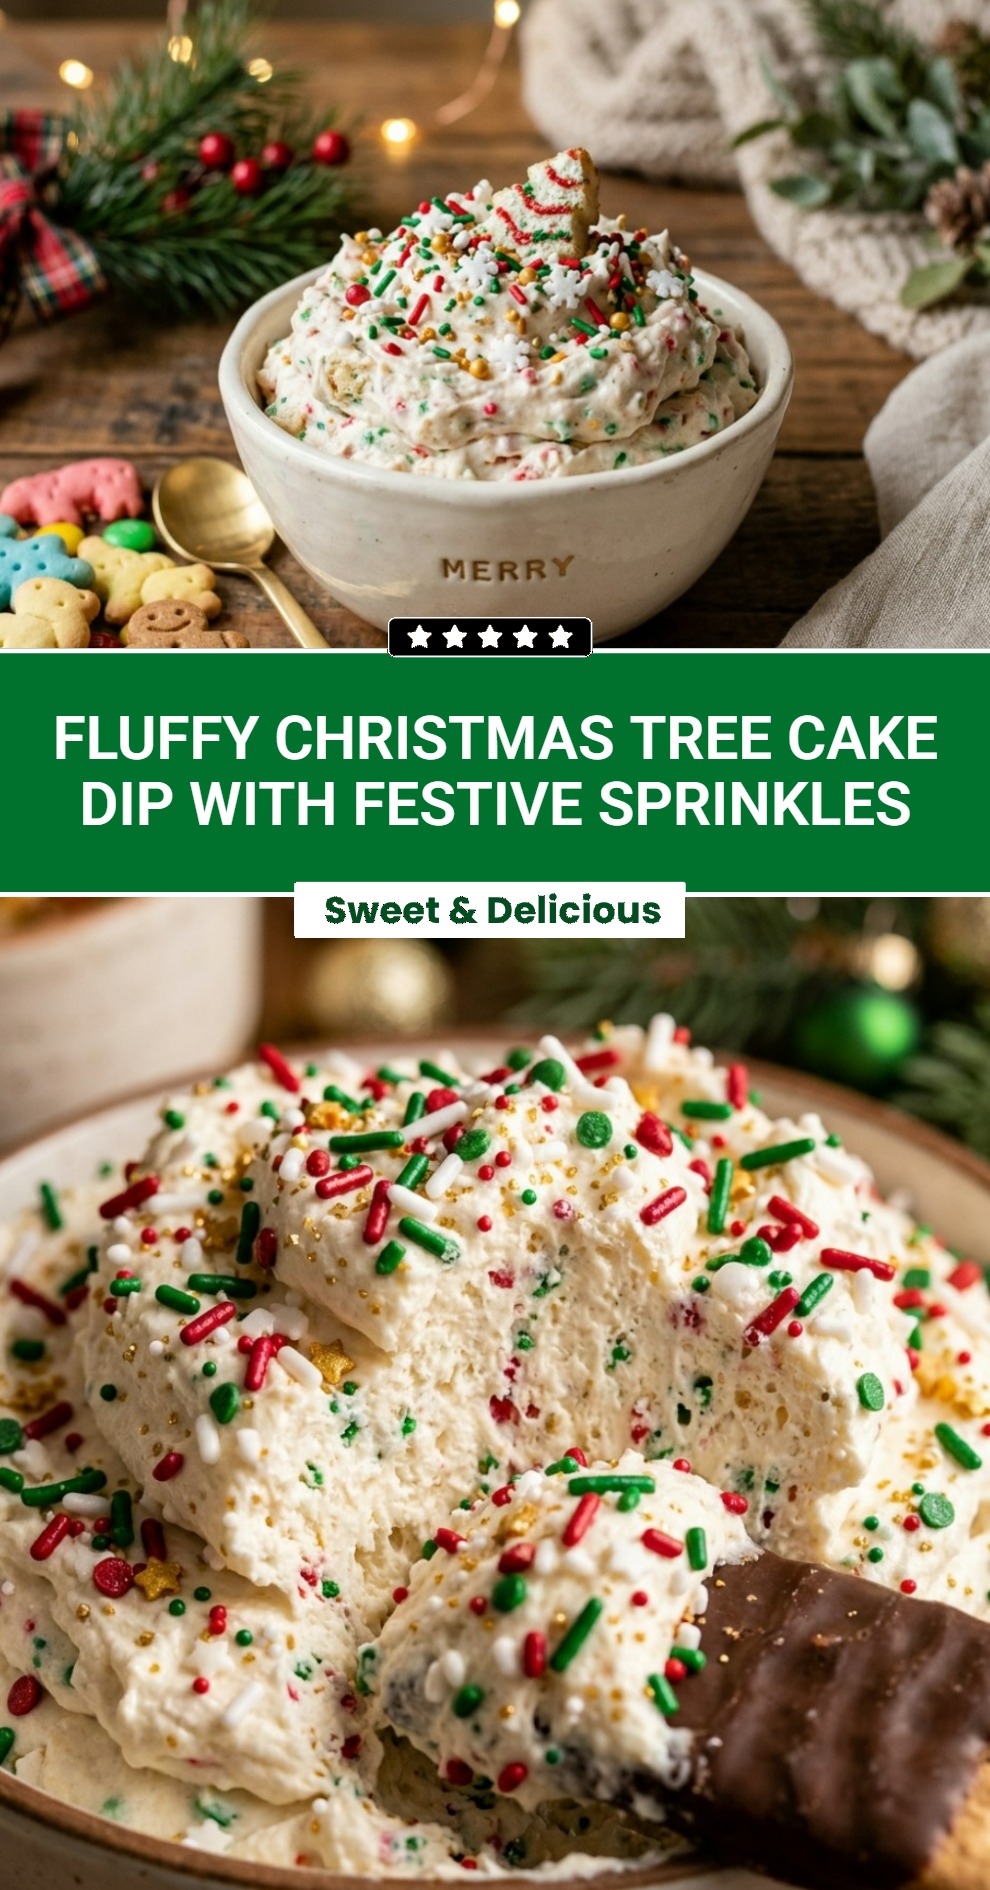 MERRY
FLUFFY CHRISTMAS TREE CAKE
DIP WITH FESTIVE SPRINKLES
Sweet & Delicious